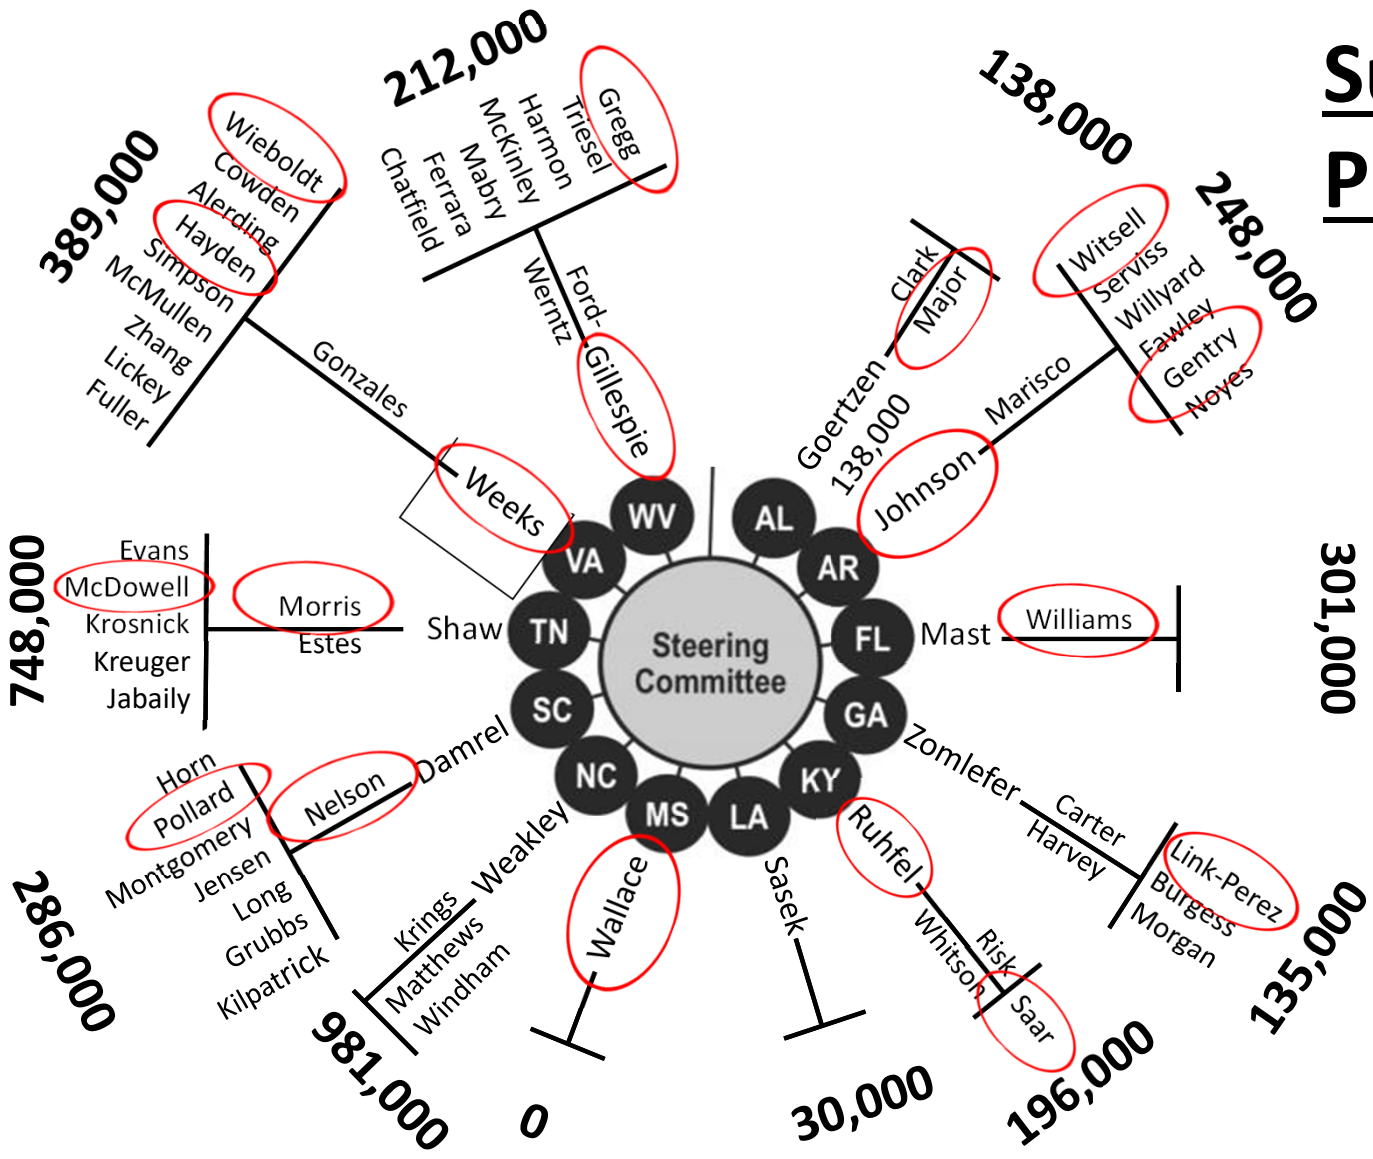 St
P
212,000
Gregg
Triesel
Harmon
McKinley
Mabry
Ferrara
Chatfield
Ford-
Gillespie
Werntz
WV
389,000
Wieboldt
Cowden
Alerding
Hayden
Simpson
McMullen
Zhang
Lickey
Fuller
Gonzales
Weeks
VA
748,000
Evans
McDowell
Krosnick
Kreuger
Jabaily
Morris
Estes
Shaw
TN
286,000
Horn
Pollard
Montgomery
Jensen
Long
Grubbs
Kilpatrick
Nelson
Damrel
SC
981,000
Krings
Matthews
Windham
Weakley
NC
0
Wallace
MS
30,000
Sasek
LA
196,000
Ruhfel
Risk
Whitson
Saar
KY
135,000
Zomlefer
Carter
Harvey
Link-Perez
Burgess
Morgan
GA
301,000
Mast
Williams
FL
248,000
Witsell
Serviss
Willyard
Fawley
Gentry
Noyes
Marisco
Johnson
AR
138,000
Clark
Major
Goertzen
138,000
AL
Steering
Committee